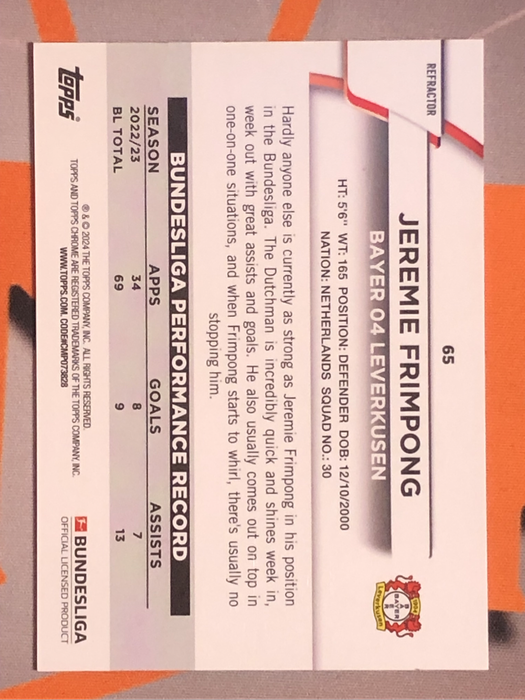 65
REFRACTOR
JEREMIE FRIMPONG
BAYER 04 LEVERKUSEN
HT: 5'6" WT: 165 POSITION: DEFENDER DOB: 12/10/2000
NATION: NETHERLANDS SQUAD NO.: 30
Hardly anyone else is currently as strong as Jeremie Frimpong in his position
in the Bundesliga. The Dutchman is incredibly quick and shines week in,
week out with great assists and goals. He also usually comes out on top in
one-on-one situations, and when Frimpong starts to whirl, there's usually no
stopping him.
BUNDESLIGA PERFORMANCE RECORD
SEASON APPS GOALS ASSISTS
2022/23 34 8 7
BL TOTAL 69 9 13
topps®
® & © 2024 THE TOPPS COMPANY, INC. ALL RIGHTS RESERVED.
TOPPS AND TOPPS CHROME ARE REGISTERED TRADEMARKS OF THE TOPPS COMPANY, INC.
WWW.TOPPS.COM. CODE#CMP073828
BUNDESLIGA
OFFICIAL LICENSED PRODUCT
1904
BAYER
Leverkusen